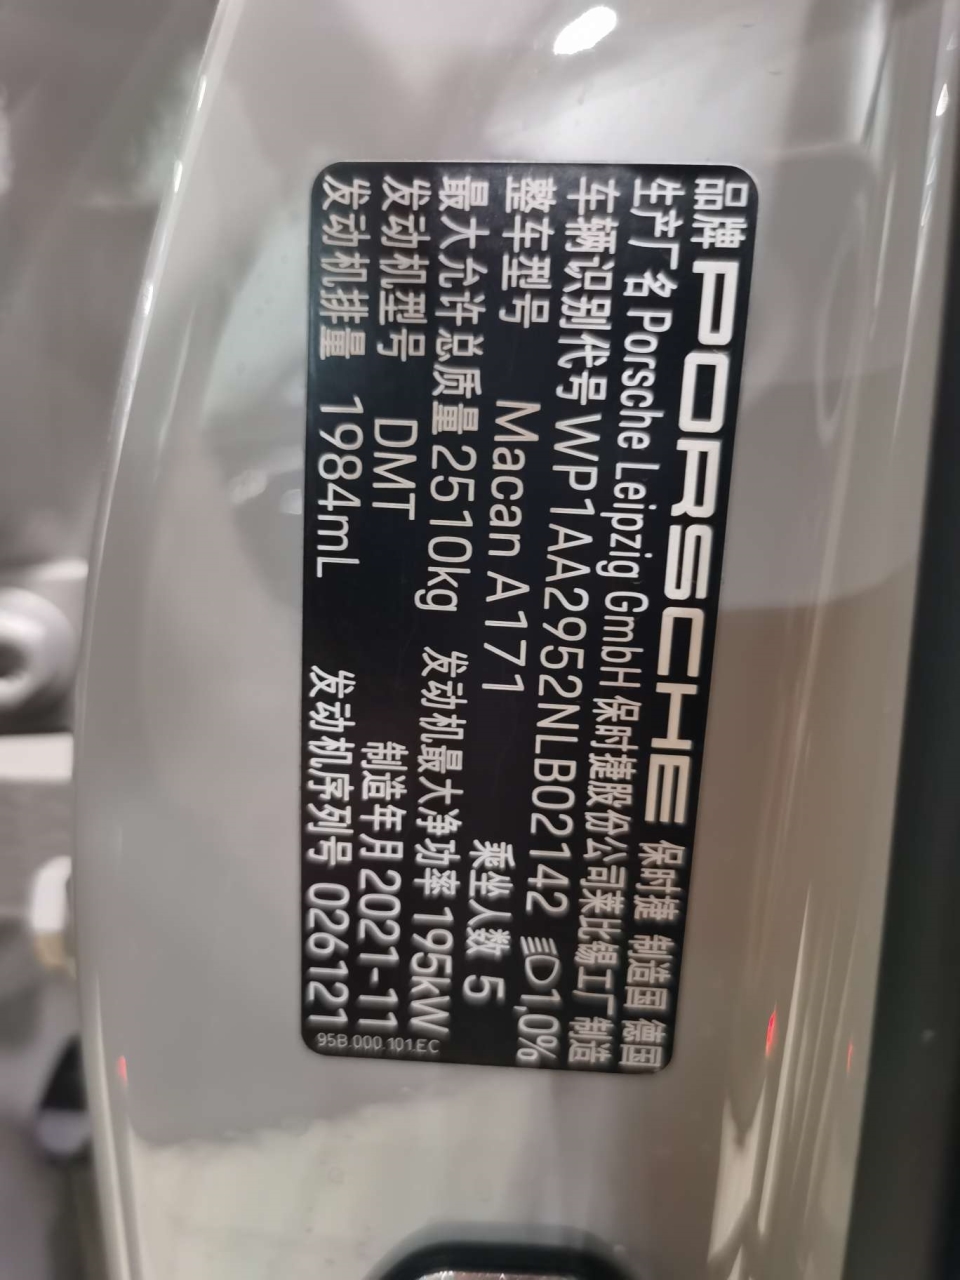 品牌 PORSCHE 保时捷 制造国 德国
生产厂名 Porsche Leipzig GmbH 保时捷股份公司莱比锡工厂 制造
车辆识别代号 WP1AA2952NLB02142 1,0%
整车型号 Macan A171 乘坐人数 5
最大允许总质量 2510kg 发动机最大净功率 195kW
发动机型号 DMT 制造年月 2021-11
发动机排量 1984mL 发动机序列号 026121
95B.000.101.EC